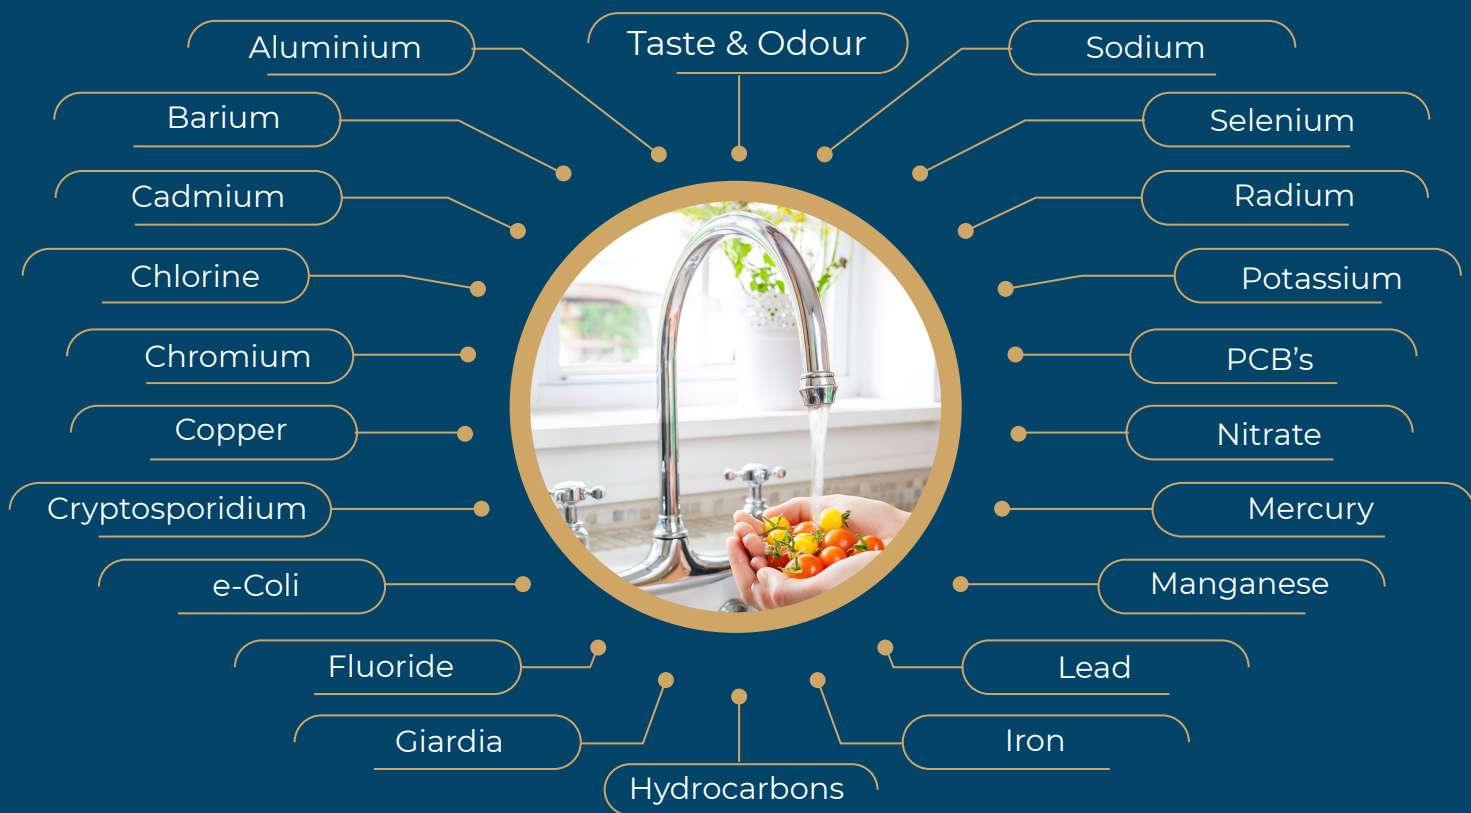 Taste & Odour
Aluminium
Sodium
Barium
Selenium
Cadmium
Radium
Chlorine
Potassium
Chromium
PCB’s
Copper
Nitrate
Cryptosporidium
Mercury
e-Coli
Manganese
Fluoride
Lead
Giardia
Iron
Hydrocarbons